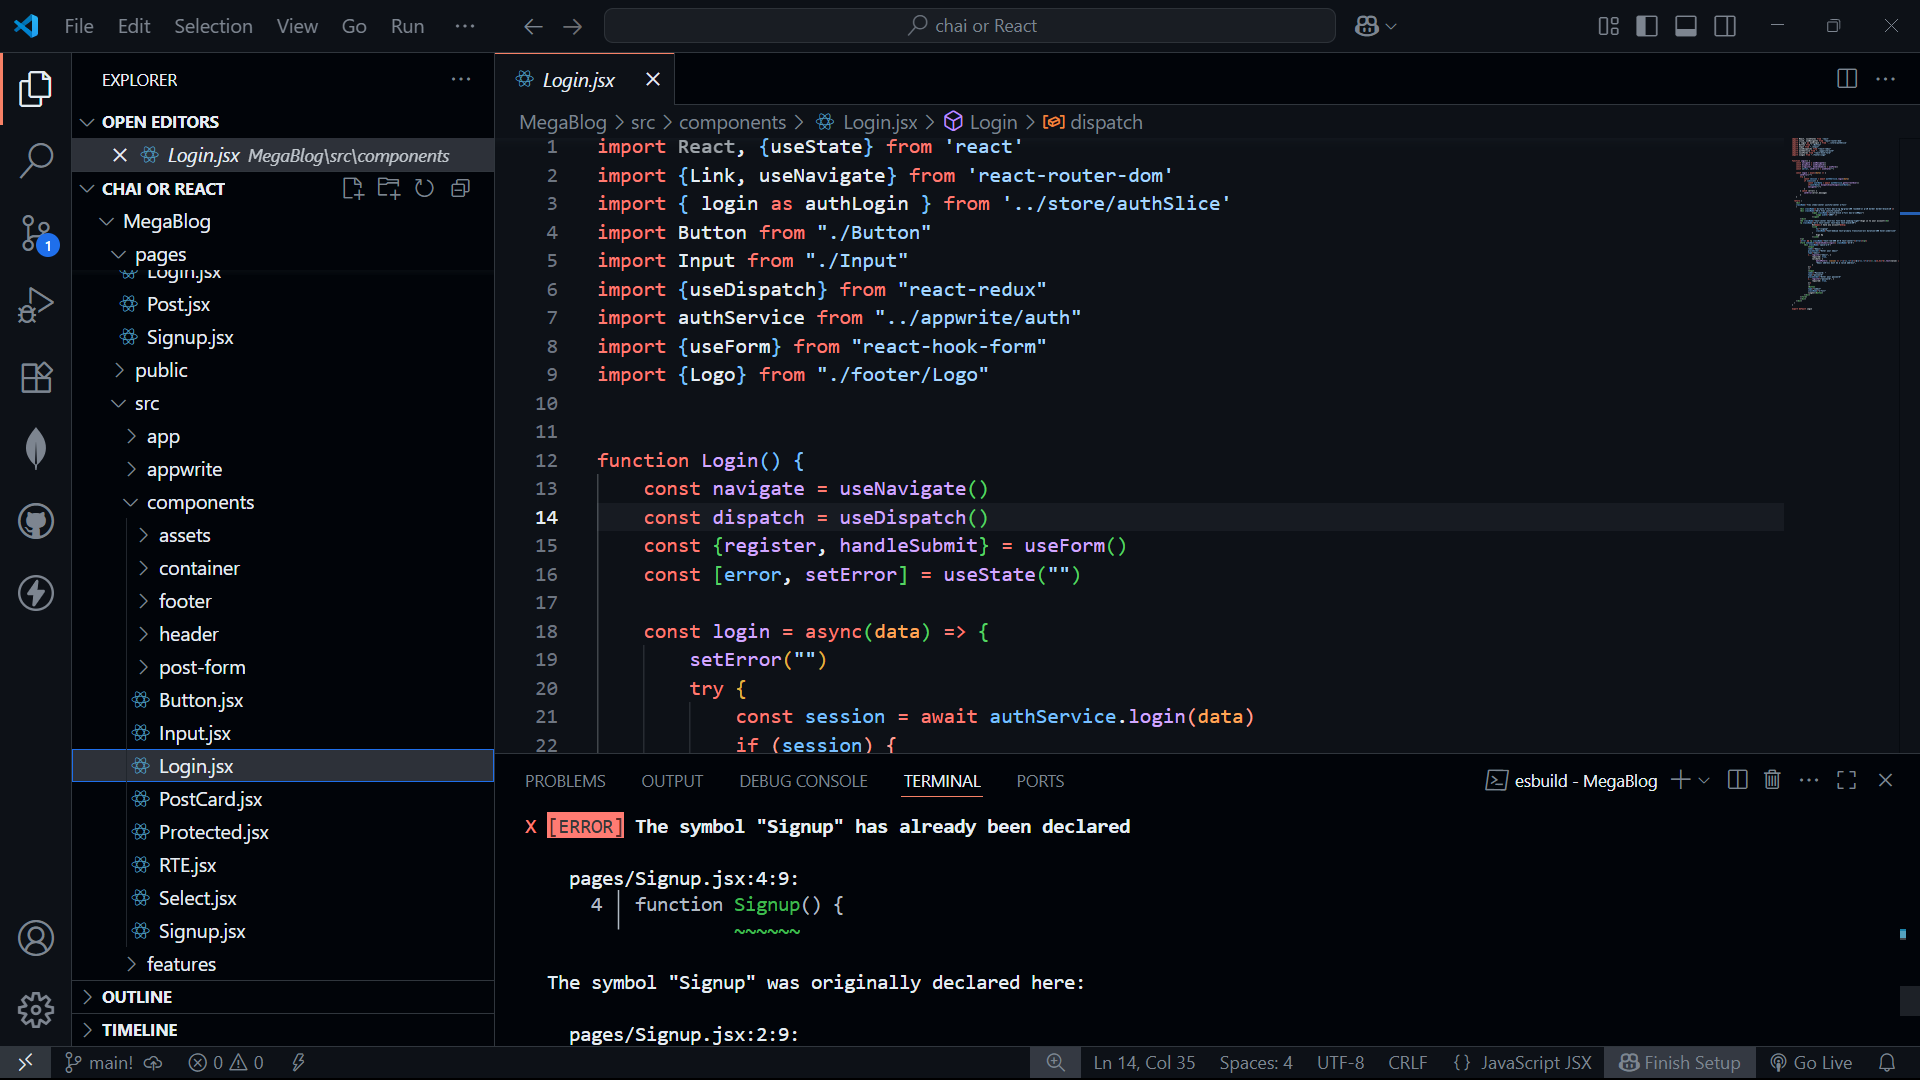 File Edit Selection View Go Run ··· chai or React
EXPLORER
OPEN EDITORS
Login.jsx MegaBlog\src\components
CHAI OR REACT
MegaBlog
pages
Login.jsx
Post.jsx
Signup.jsx
public
src
app
appwrite
components
assets
container
footer
header
post-form
Button.jsx
Input.jsx
Login.jsx
PostCard.jsx
Protected.jsx
RTE.jsx
Select.jsx
Signup.jsx
features
OUTLINE
TIMELINE
1
Login.jsx
MegaBlog > src > components > Login.jsx > Login > dispatch
1 import React, {useState} from 'react'
2 import {Link, useNavigate} from 'react-router-dom'
3 import { login as authLogin } from '../store/authSlice'
4 import Button from "./Button"
5 import Input from "./Input"
6 import {useDispatch} from "react-redux"
7 import authService from "../appwrite/auth"
8 import {useForm} from "react-hook-form"
9 import {Logo} from "./footer/Logo"
10
11
12 function Login() {
13 const navigate = useNavigate()
14 const dispatch = useDispatch()
15 const {register, handleSubmit} = useForm()
16 const [error, setError] = useState("")
17
18 const login = async(data) => {
19 setError("")
20 try {
21 const session = await authService.login(data)
22 if (session) {
PROBLEMS OUTPUT DEBUG CONSOLE TERMINAL PORTS esbuild - MegaBlog
X [ERROR] The symbol "Signup" has already been declared
pages/Signup.jsx:4:9:
4 │ function Signup() {
~~~~~~
The symbol "Signup" was originally declared here:
pages/Signup.jsx:2:9:
main! 0 0 Ln 14, Col 35 Spaces: 4 UTF-8 CRLF {} JavaScript JSX Finish Setup Go Live